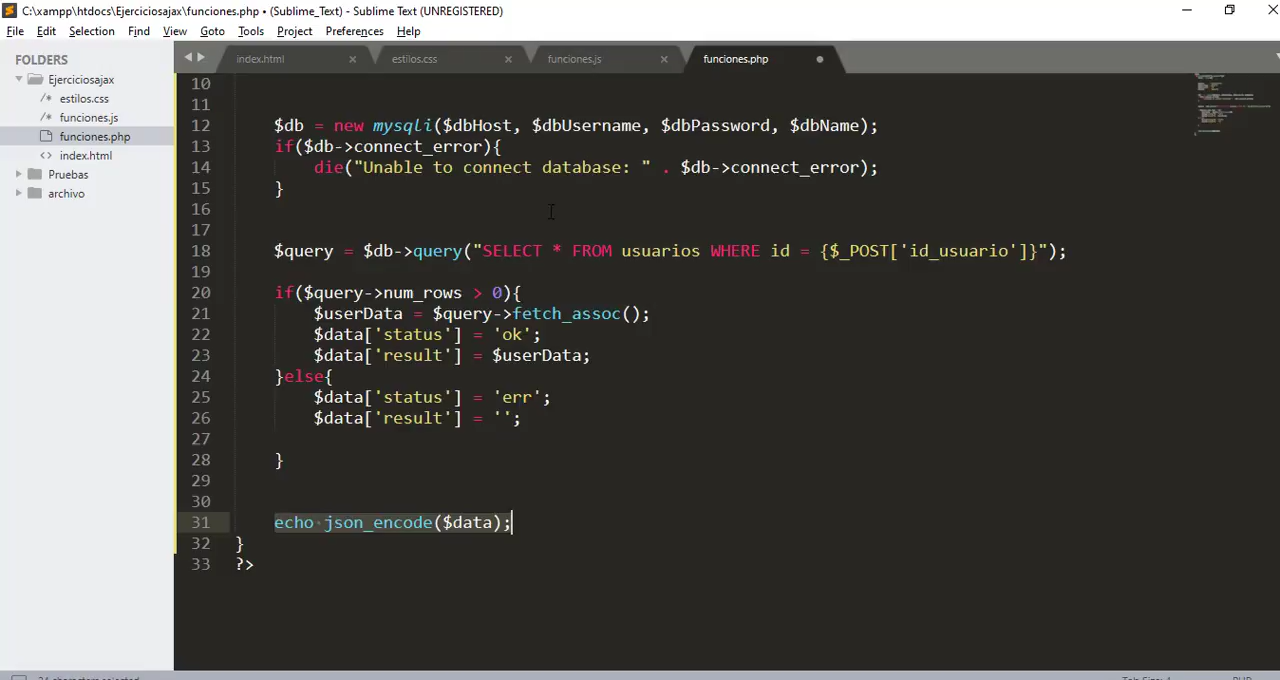 C:\xampp\htdocs\Ejerciciosajax\funciones.php • (Sublime_Text) - Sublime Text (UNREGISTERED)
File Edit Selection Find View Goto Tools Project Preferences Help
FOLDERS
Ejerciciosajax
estilos.css
funciones.js
funciones.php
index.html
Pruebas
archivo
index.html estilos.css funciones.js funciones.php
10
11
12 $db = new mysqli($dbHost, $dbUsername, $dbPassword, $dbName);
13 if($db->connect_error){
14 die("Unable to connect database: " . $db->connect_error);
15 }
16
17
18 $query = $db->query("SELECT * FROM usuarios WHERE id = {$_POST['id_usuario']}");
19
20 if($query->num_rows > 0){
21 $userData = $query->fetch_assoc();
22 $data['status'] = 'ok';
23 $data['result'] = $userData;
24 }else{
25 $data['status'] = 'err';
26 $data['result'] = '';
27
28 }
29
30
31 echo json_encode($data);
32 }
33 ?>